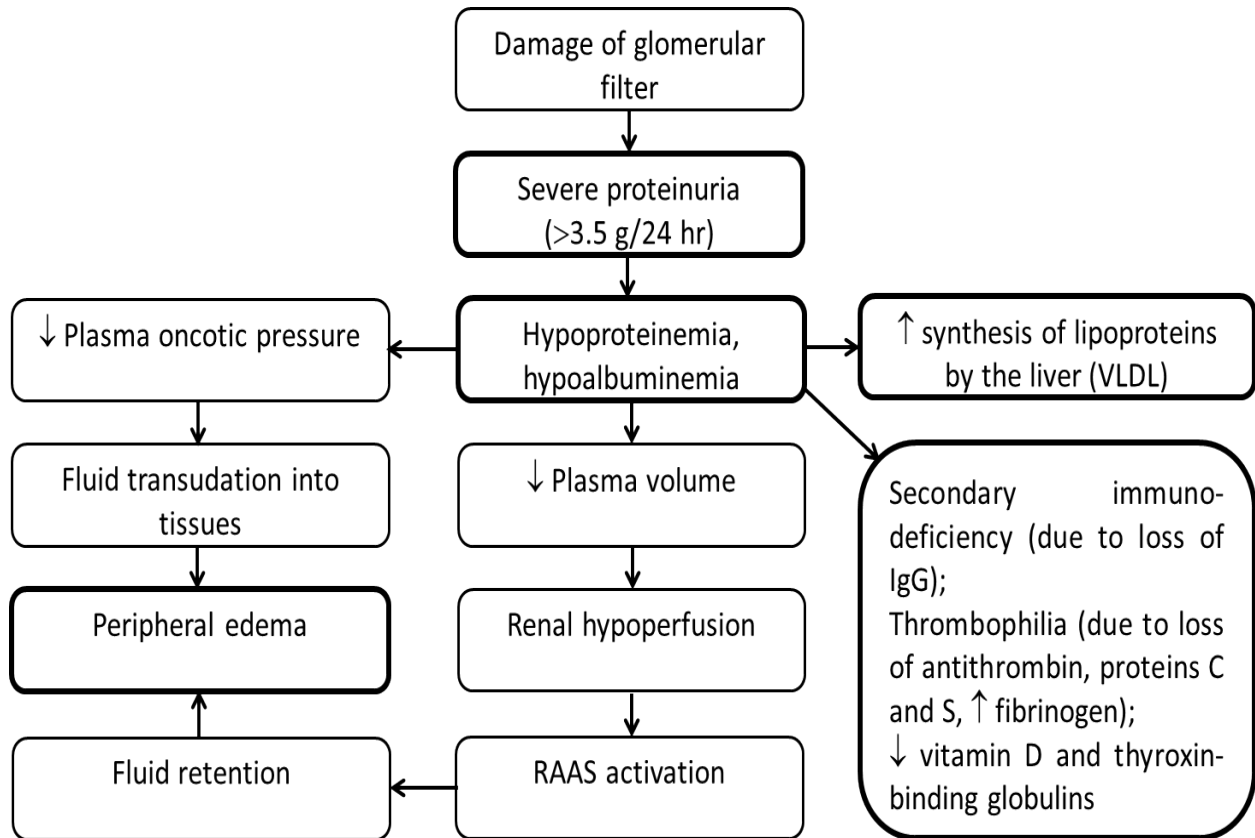 Damage of glomerular
filter
Severe proteinuria
(>3.5 g/24 hr)
Hypoproteinemia,
hypoalbuminemia
↓ Plasma oncotic pressure
↑ synthesis of lipoproteins
by the liver (VLDL)
Fluid transudation into
tissues
↓ Plasma volume
Secondary immuno-
deficiency (due to loss of
IgG);
Thrombophilia (due to loss
of antithrombin, proteins C
and S, ↑ fibrinogen);
↓ vitamin D and thyroxin-
binding globulins
Peripheral edema
Renal hypoperfusion
Fluid retention
RAAS activation